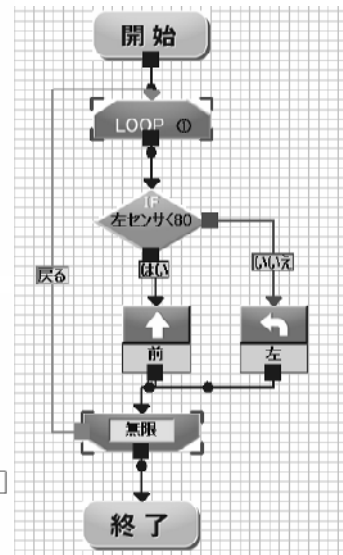 開始
LOOP ①
IF
左センサ<80
はい
いいえ
戻る
前
左
無限
終了